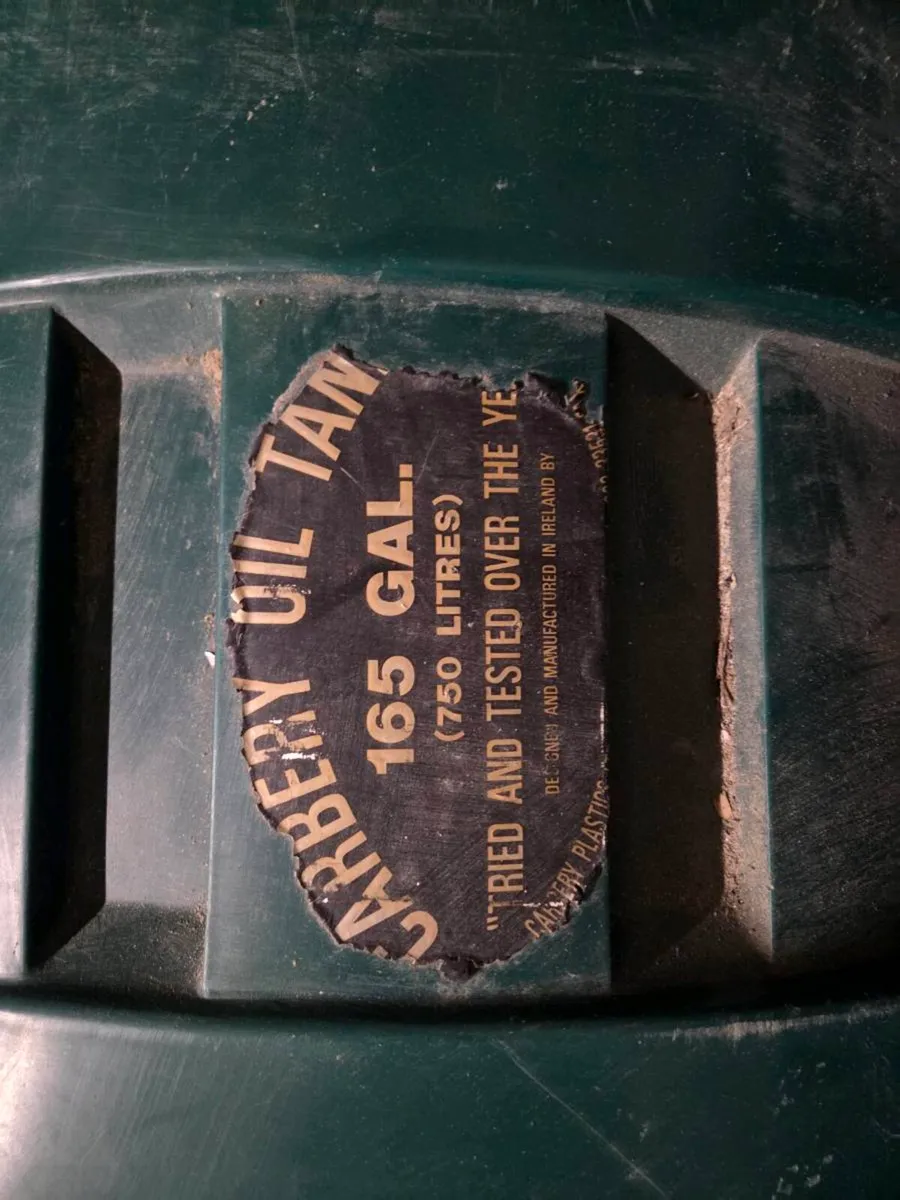 CARBERY OIL TAN
165 GAL.
(750 LITRES)
"TRIED AND TESTED OVER THE YE
DESIGNED AND MANUFACTURED IN IRELAND BY
CARBERY PLASTICS